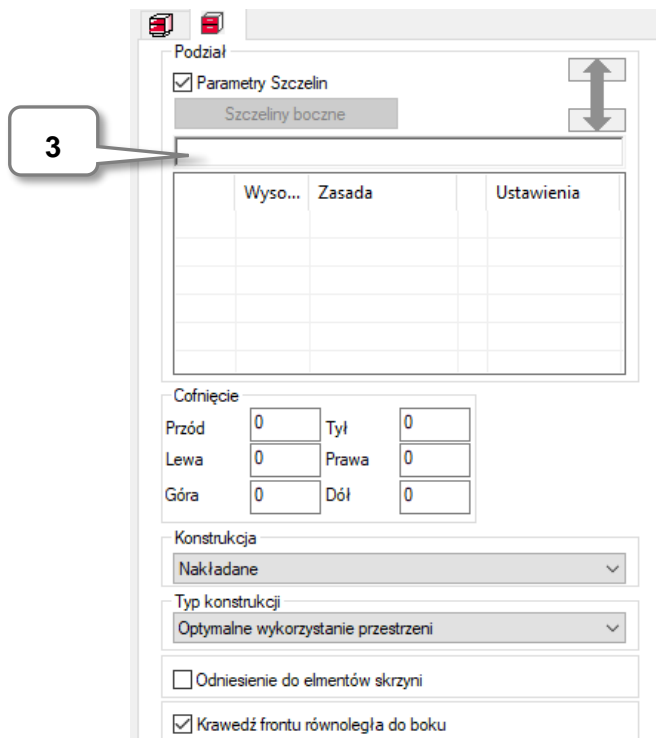 Podział
Parametry Szczelin
Szczeliny boczne
3
Wyso... Zasada Ustawienia
Cofnięcie
Przód 0 Tył 0
Lewa 0 Prawa 0
Góra 0 Dół 0
Konstrukcja
Nakładane
Typ konstrukcji
Optymalne wykorzystanie przestrzeni
Odniesienie do elmentów skrzyni
Krawedź frontu równoległa do boku